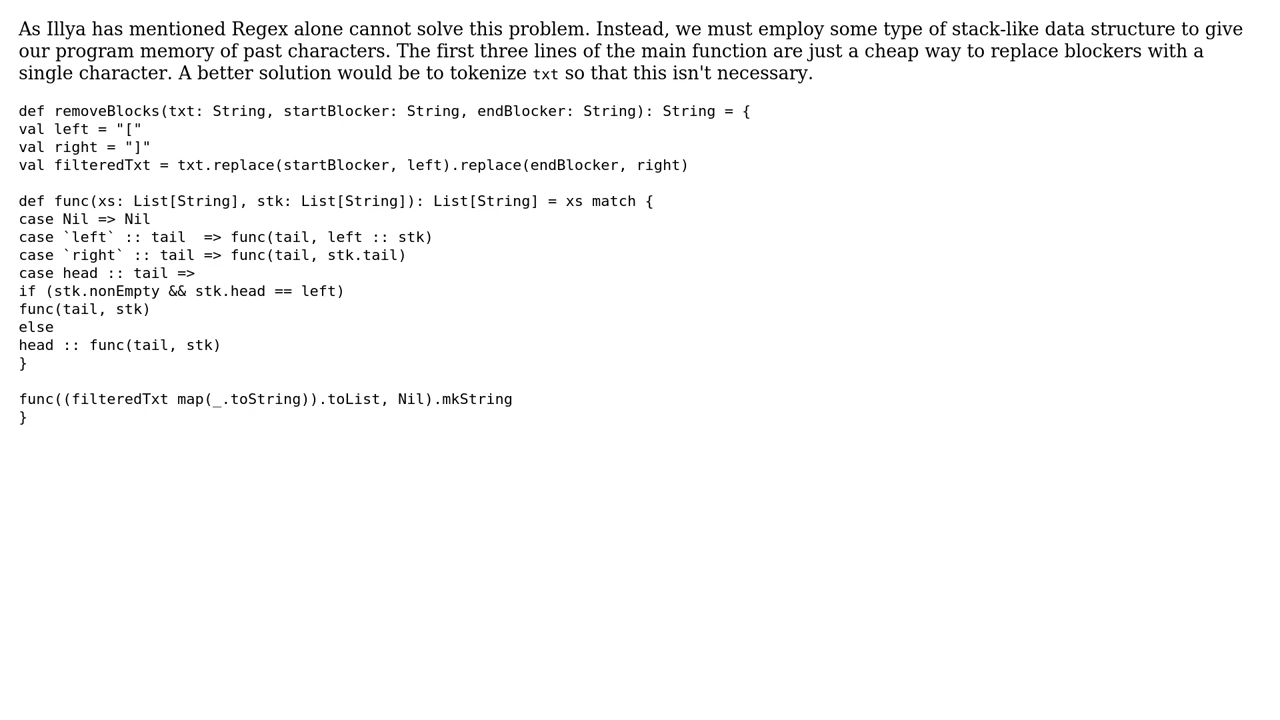 As Illya has mentioned Regex alone cannot solve this problem. Instead, we must employ some type of stack-like data structure to give
our program memory of past characters. The first three lines of the main function are just a cheap way to replace blockers with a
single character. A better solution would be to tokenize txt so that this isn't necessary.
def removeBlocks(txt: String, startBlocker: String, endBlocker: String): String = {
val left = "["
val right = "]"
val filteredTxt = txt.replace(startBlocker, left).replace(endBlocker, right)
def func(xs: List[String], stk: List[String]): List[String] = xs match {
case Nil => Nil
case `left` :: tail  => func(tail, left :: stk)
case `right` :: tail => func(tail, stk.tail)
case head :: tail =>
if (stk.nonEmpty && stk.head == left)
func(tail, stk)
else
head :: func(tail, stk)
}
func((filteredTxt map(_.toString)).toList, Nil).mkString
}